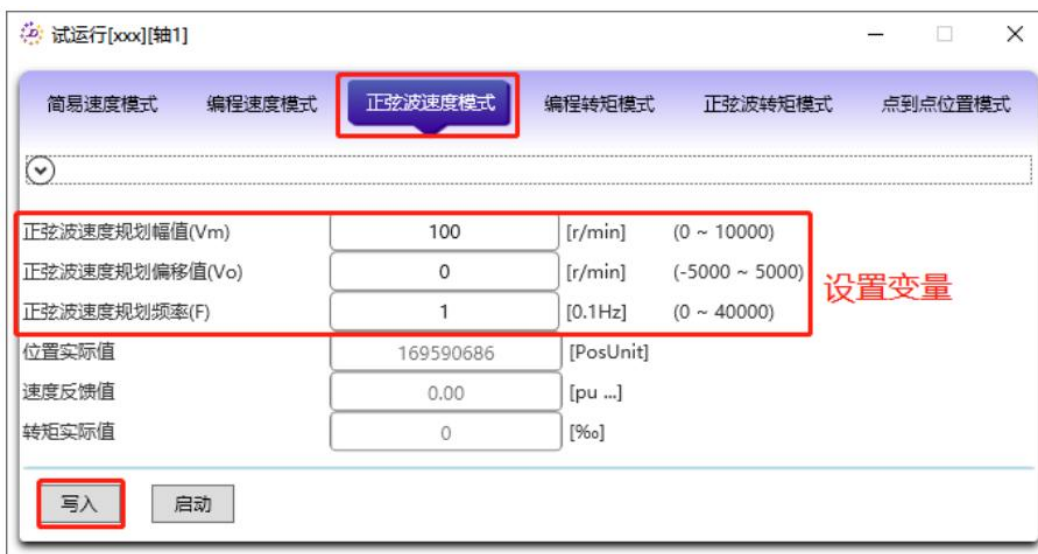 试运行[xxx][轴1]
简易速度模式 编程速度模式 正弦波速度模式 编程转矩模式 正弦波转矩模式 点到点位置模式
正弦波速度规划幅值(Vm) 100 [r/min] (0 ~ 10000)
正弦波速度规划偏移值(Vo) 0 [r/min] (-5000 ~ 5000)
设置变量
正弦波速度规划频率(F) 1 [0.1Hz] (0 ~ 40000)
位置实际值 169590686 [PosUnit]
速度反馈值 0.00 [pu ...]
转矩实际值 0 [‰]
写入 启动